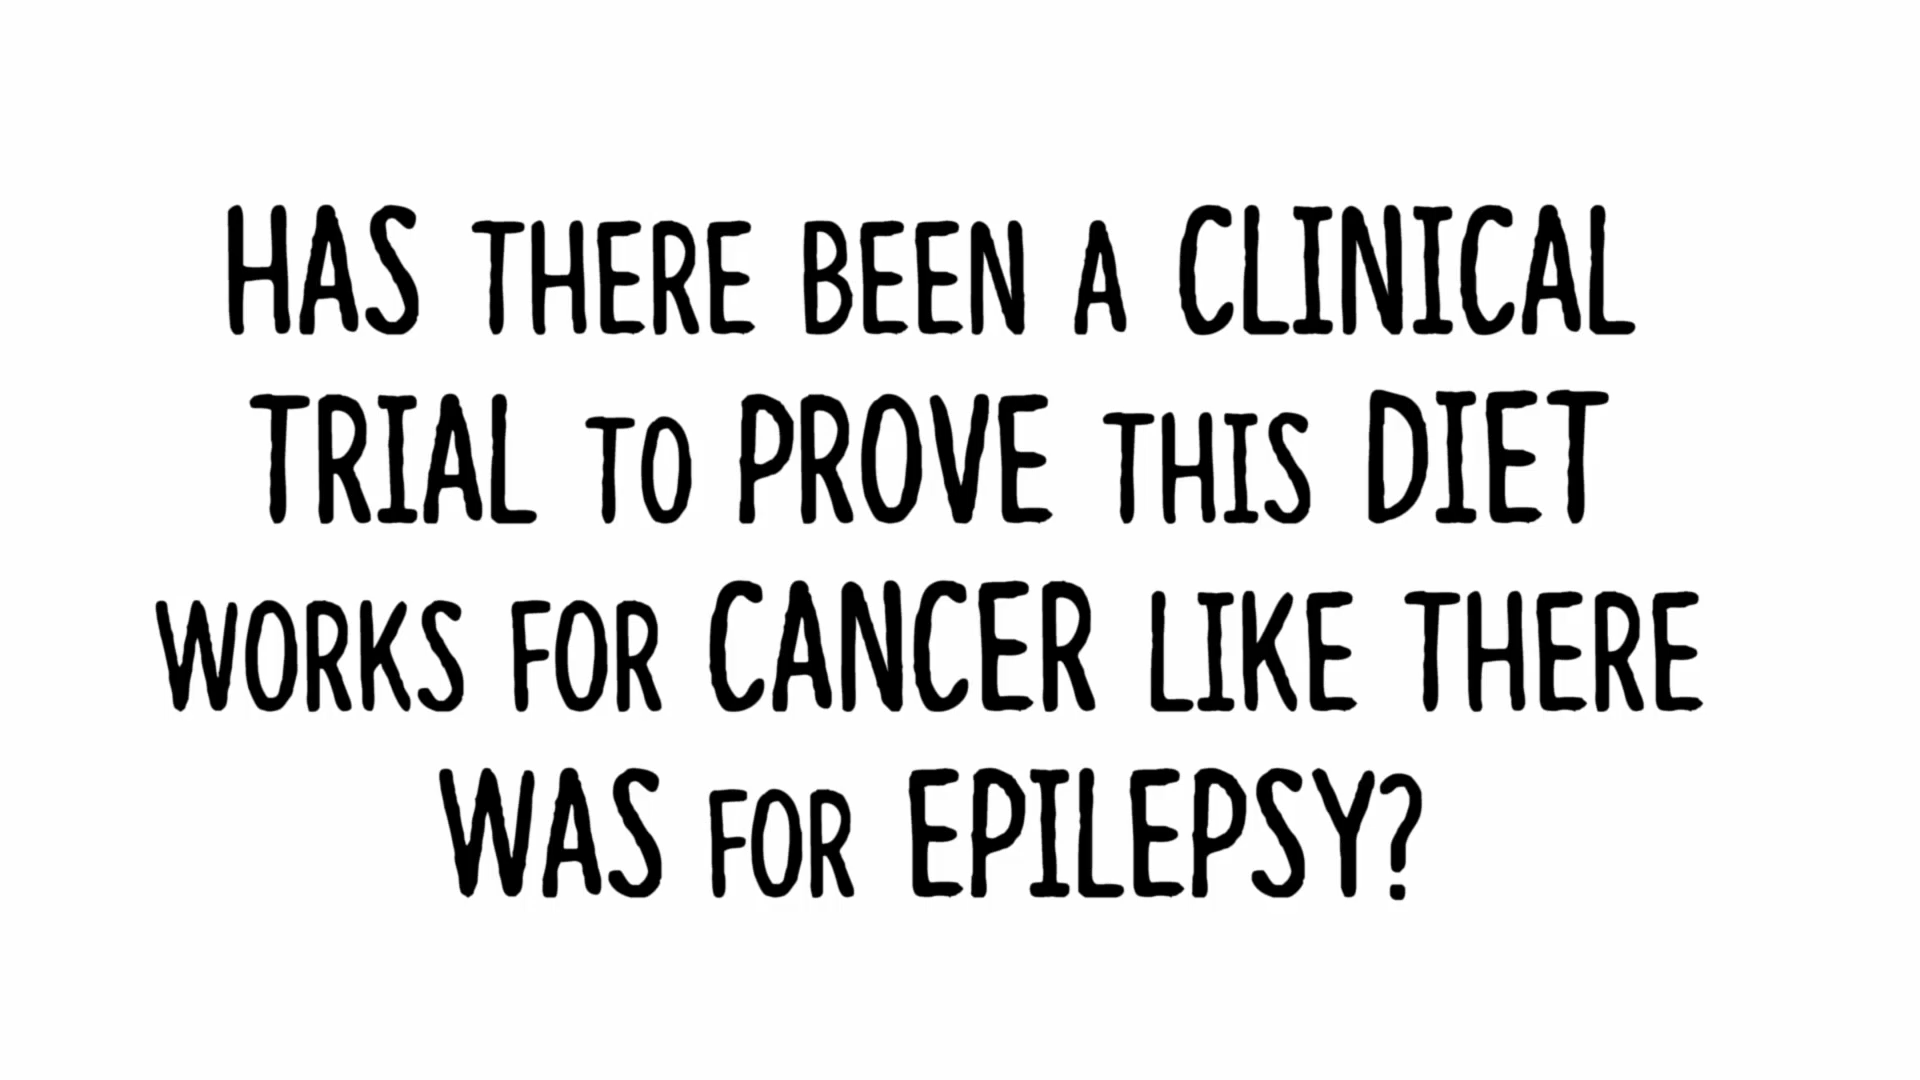 HAS THERE BEEN A CLINICAL
TRIAL TO PROVE THIS DIET
WORKS FOR CANCER LIKE THERE
WAS FOR EPILEPSY?